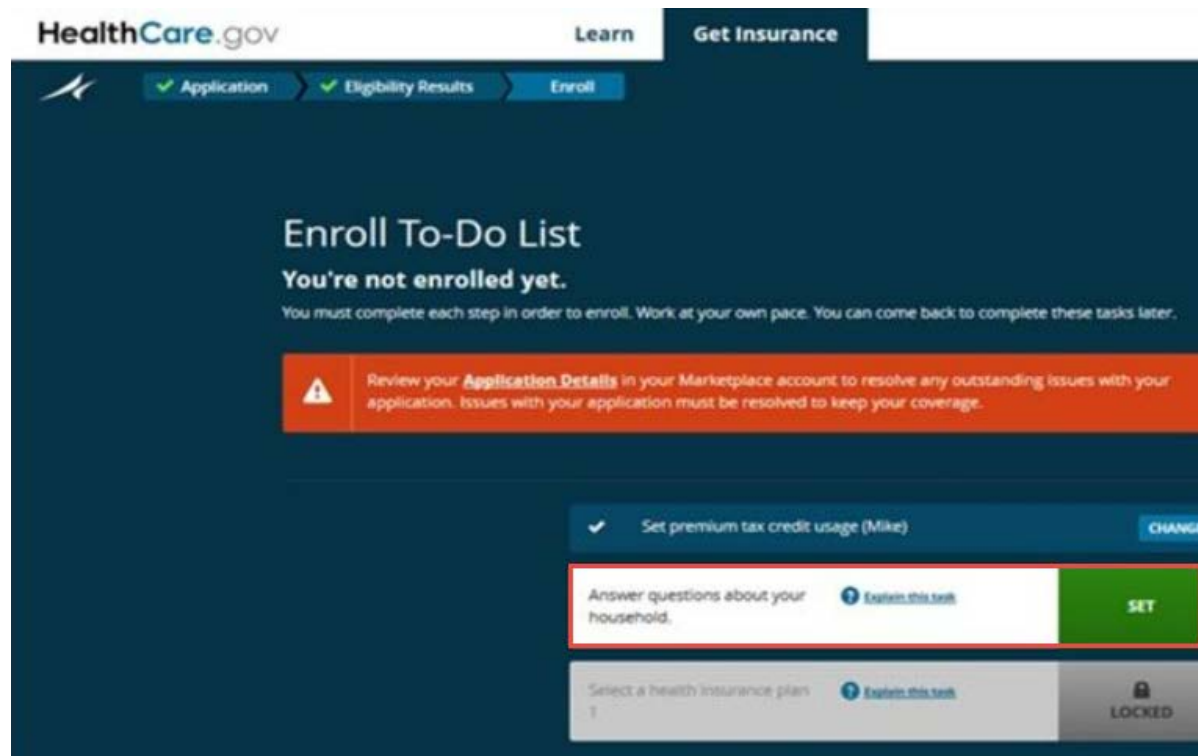 HealthCare.gov
Learn
Get Insurance
Application
Eligibility Results
Enroll
Enroll To-Do List
You're not enrolled yet.
You must complete each step in order to enroll. Work at your own pace. You can come back to complete these tasks later.
Review your Application Details in your Marketplace account to resolve any outstanding issues with your
application. Issues with your application must be resolved to keep your coverage.
Set premium tax credit usage (Mike)
CHANGE
Answer questions about your
household.
Explain this task
SET
Select a health insurance plan
1
Explain this task
LOCKED